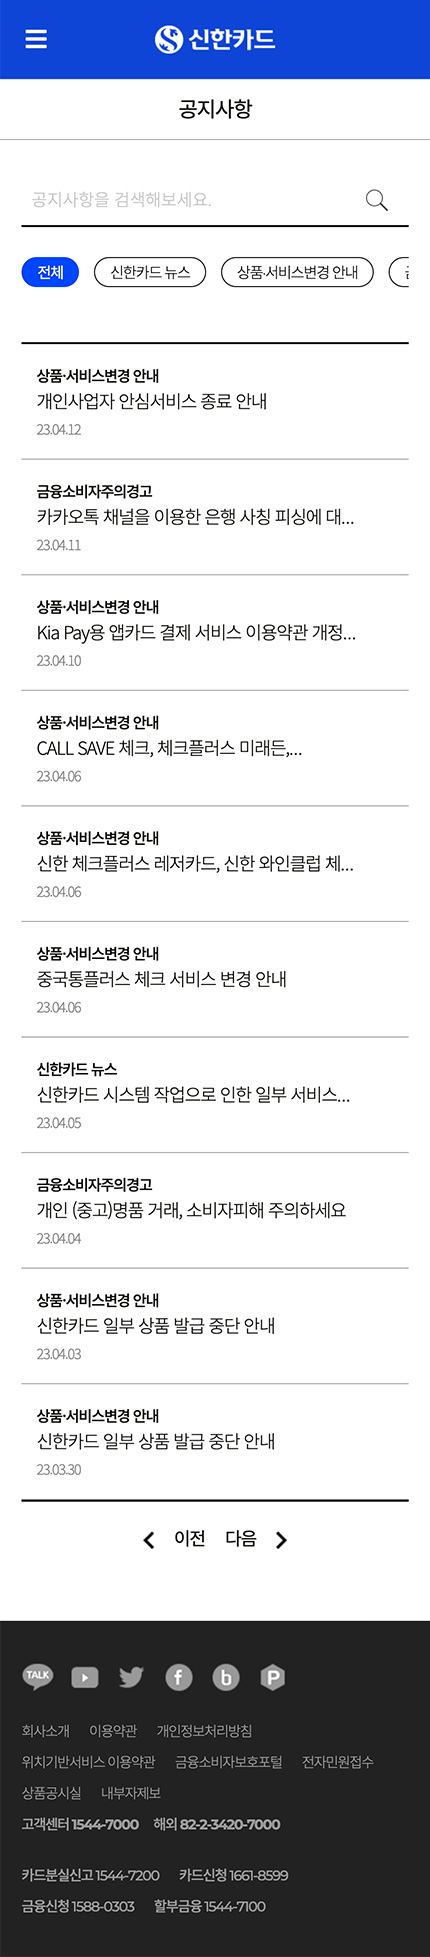 신한카드
공지사항
공지사항을 검색해보세요.
전체 신한카드 뉴스 상품·서비스변경 안내
상품·서비스변경 안내
개인사업자 안심서비스 종료 안내
23.04.12
금융소비자주의경고
카카오톡 채널을 이용한 은행 사칭 피싱에 대...
23.04.11
상품·서비스변경 안내
Kia Pay용 앱카드 결제 서비스 이용약관 개정...
23.04.10
상품·서비스변경 안내
CALL SAVE 체크, 체크플러스 미래든,...
23.04.06
상품·서비스변경 안내
신한 체크플러스 레저카드, 신한 와인클럽 체...
23.04.06
상품·서비스변경 안내
중국통플러스 체크 서비스 변경 안내
23.04.06
신한카드 뉴스
신한카드 시스템 작업으로 인한 일부 서비스...
23.04.05
금융소비자주의경고
개인 (중고)명품 거래, 소비자피해 주의하세요
23.04.04
상품·서비스변경 안내
신한카드 일부 상품 발급 중단 안내
23.04.03
상품·서비스변경 안내
신한카드 일부 상품 발급 중단 안내
23.03.30
이전 다음
TALK f b P
회사소개 이용약관 개인정보처리방침
위치기반서비스 이용약관 금융소비자보호포털 전자민원접수
상품공시실 내부자제보
고객센터 1544-7000 해외 82-2-3420-7000
카드분실신고 1544-7200 카드신청 1661-8599
금융신청 1588-0303 할부금융 1544-7100